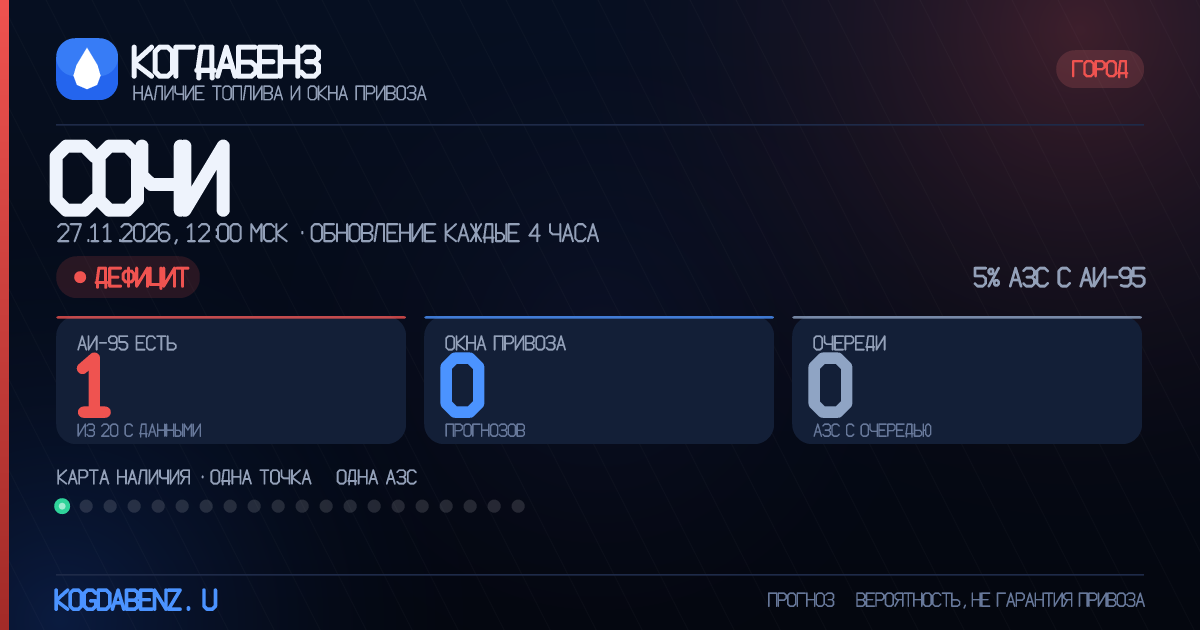 КОГДАБЕНЗ
НАЛИЧИЕ ТОПЛИВА И ОКНА ПРИВОЗА
ГОРОД
СОЧИ
27.11.2026, 12:00 МСК · ОБНОВЛЕНИЕ КАЖДЫЕ 4 ЧАСА
ДЕФИЦИТ
5% АЗС С АИ-95
АИ-95 ЕСТЬ
1
ИЗ 20 С ДАННЫМИ
ОКНА ПРИВОЗА
0
ПРОГНОЗОВ
ОЧЕРЕДИ
0
АЗС С ОЧЕРЕДЬЮ
КАРТА НАЛИЧИЯ · ОДНА ТОЧКА ОДНА АЗС
KOGDABENZ. U
ПРОГНОЗ ВЕРОЯТНОСТЬ, НЕ ГАРАНТИЯ ПРИВОЗА